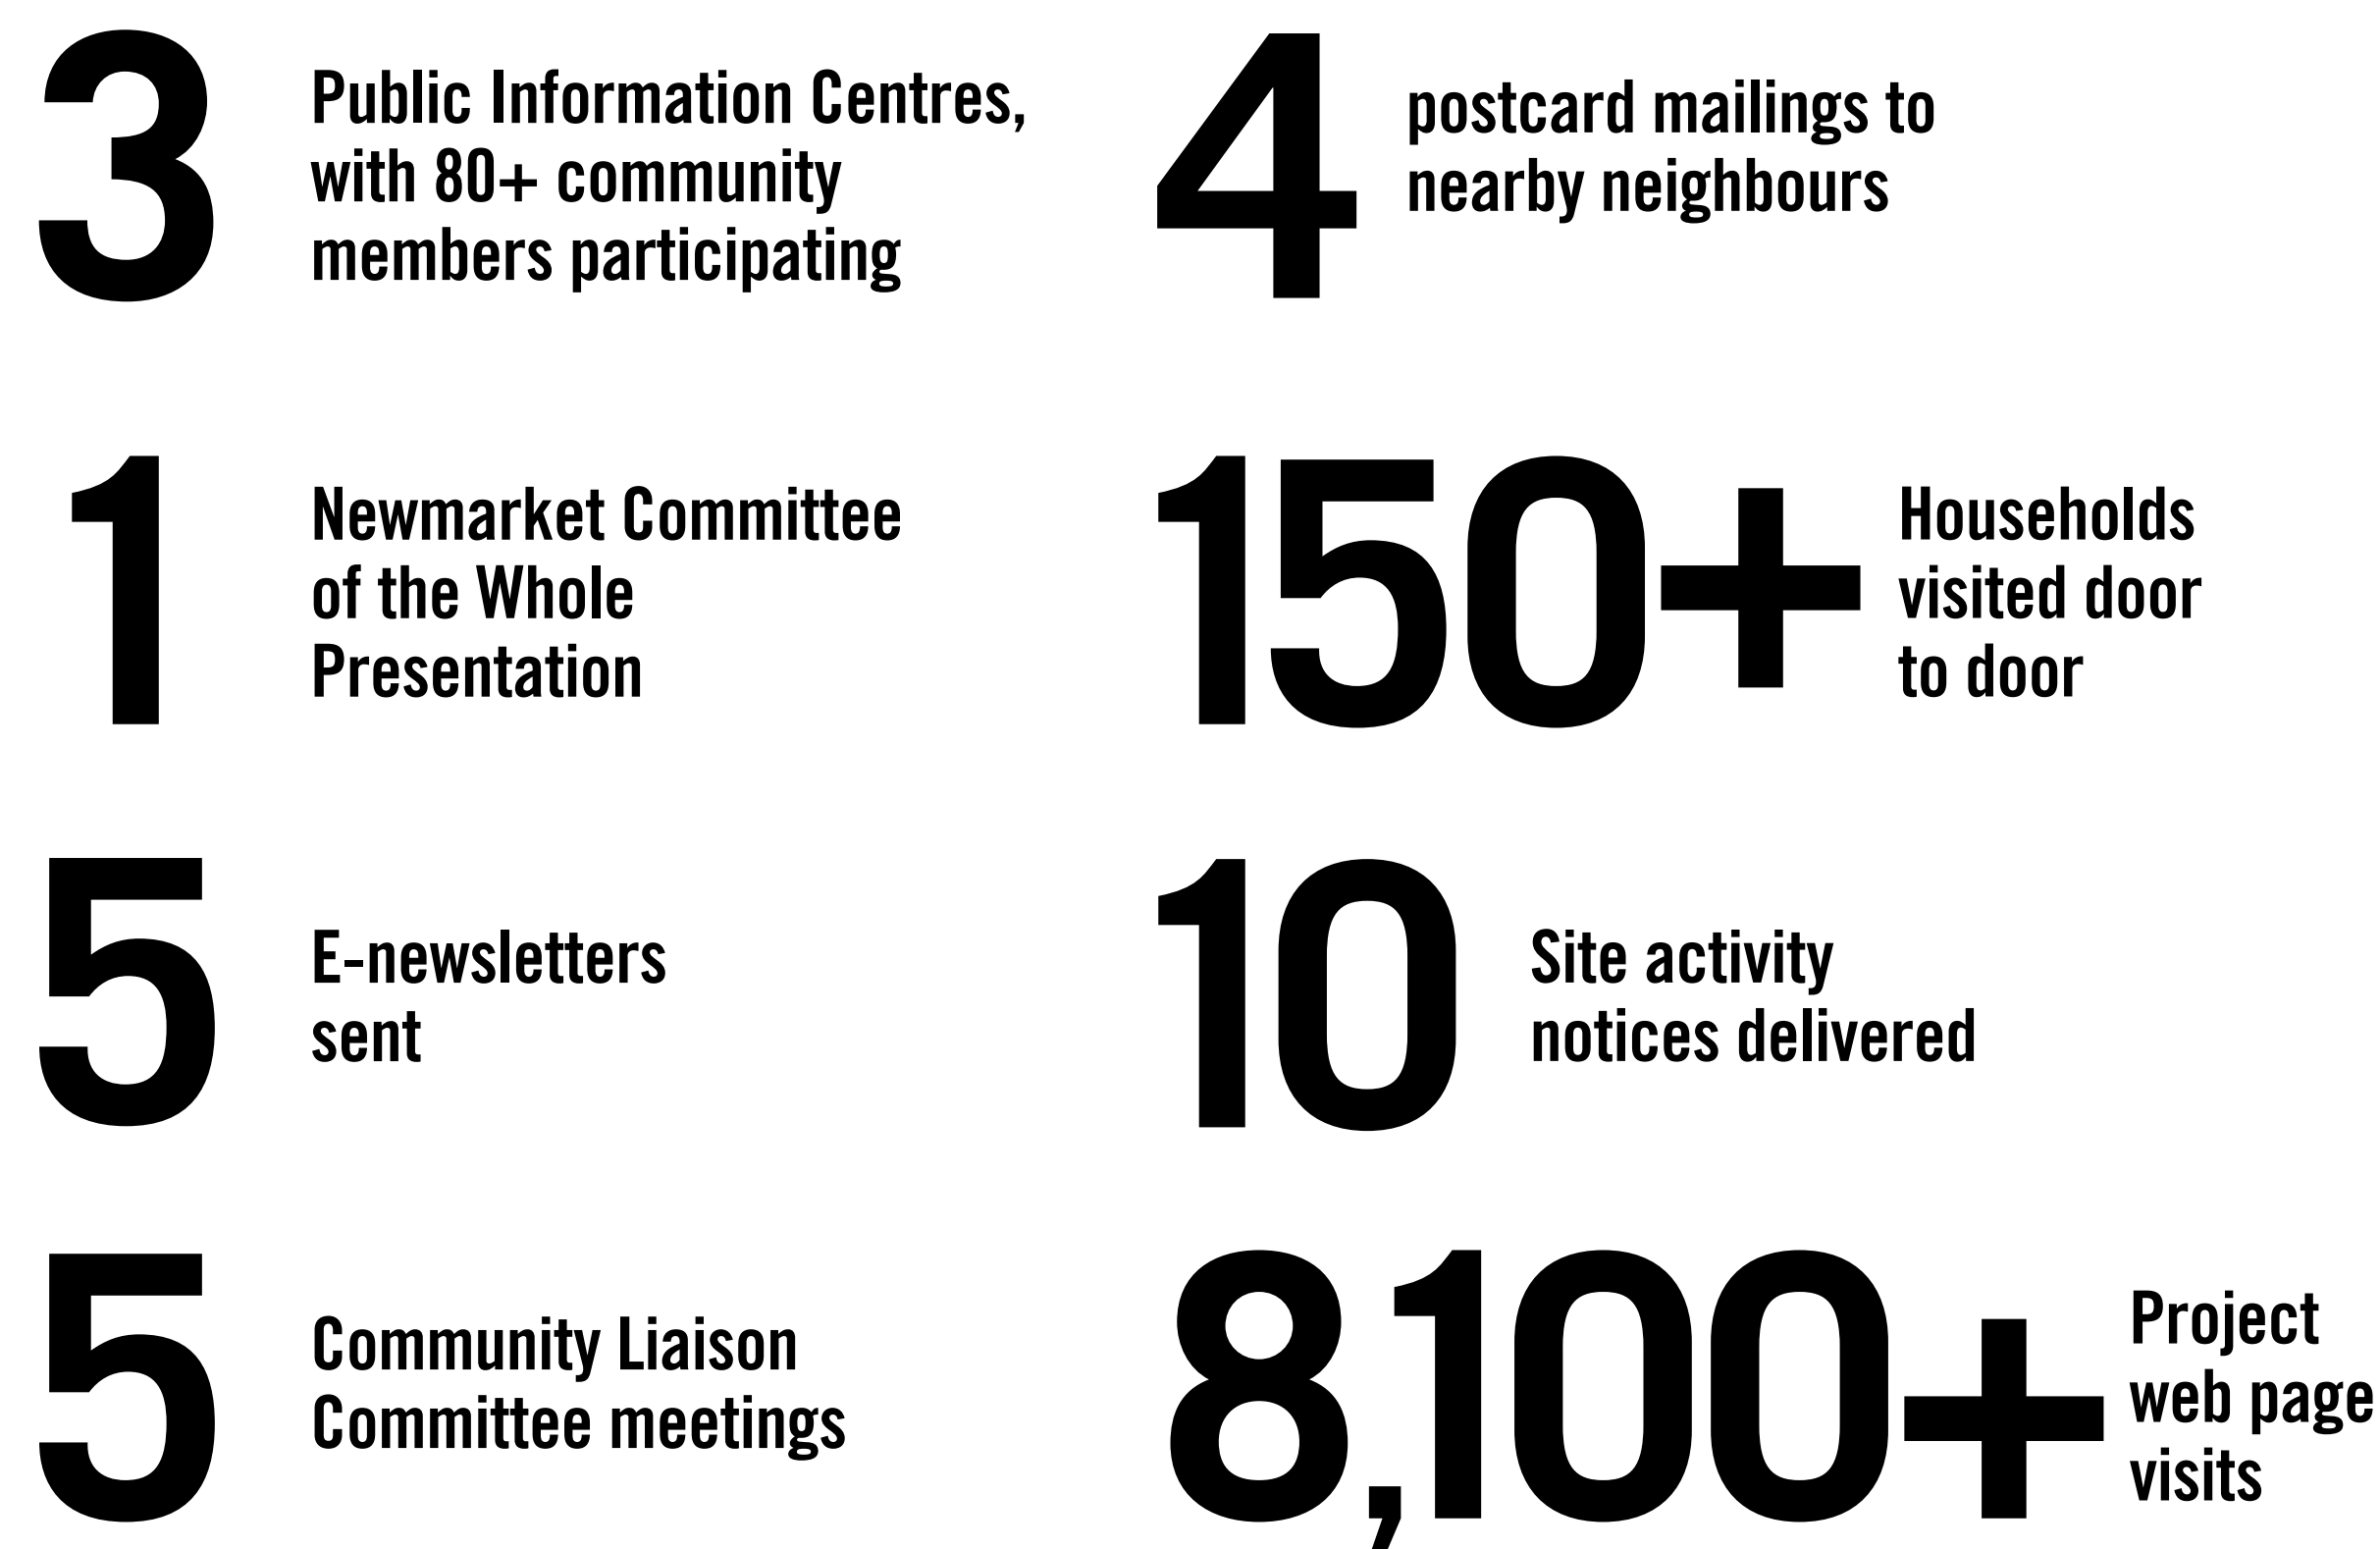 3
Public Information Centres,
with 80+ community
members participating
4
postcard mailings to
nearby neighbours
1
Newmarket Committee
of the Whole
Presentation
150+
Households
visited door
to door
5
E-newsletters
sent
10
Site activity
notices delivered
5
Community Liaison
Committee meetings
8,100+
Project
web page
visits